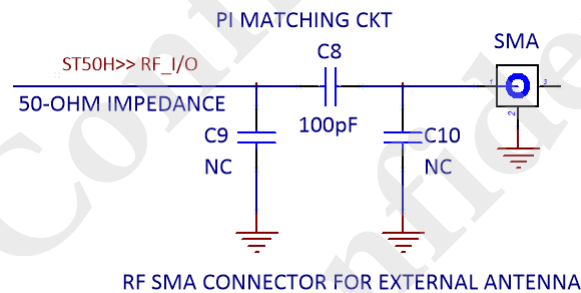 PI MATCHING CKT
C8
SMA
ST50H>> RF_I/O
1
3
50-OHM IMPEDANCE
100pF
2
C9
C10
NC
NC
RF SMA CONNECTOR FOR EXTERNAL ANTENNA